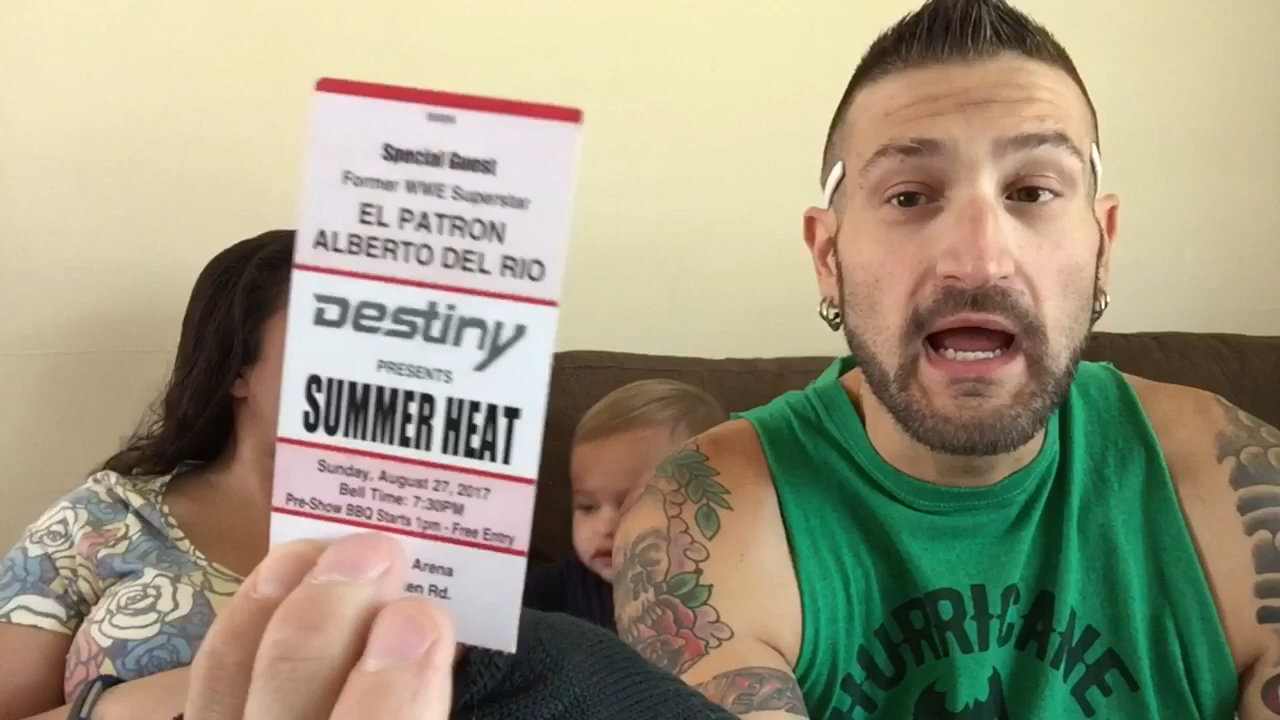 Special Guest
Former WWE Superstar
EL PATRON
ALBERTO DEL RIO
Destiny
PRESENTS
SUMMER HEAT
Sunday, August 27, 2017
Bell Time: 7:30PM
Pre-Show BBQ Starts 1pm - Free Entry
Arena
en Rd.
HURRICANE